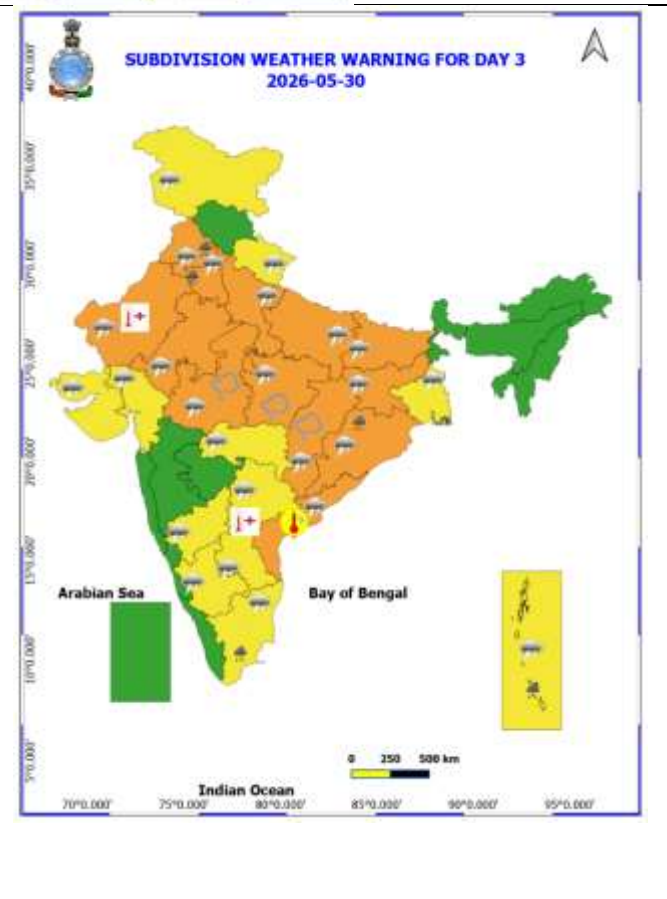 SUBDIVISION WEATHER WARNING FOR DAY 3
2026-05-30
40°0.000'
35°0.000'
30°0.000'
25°0.000'
20°0.000'
15°0.000'
10°0.000'
5°0.000'
Arabian Sea
Bay of Bengal
0 250 500 km
Indian Ocean
70°0.000' 75°0.000' 80°0.000' 85°0.000' 90°0.000' 95°0.000'